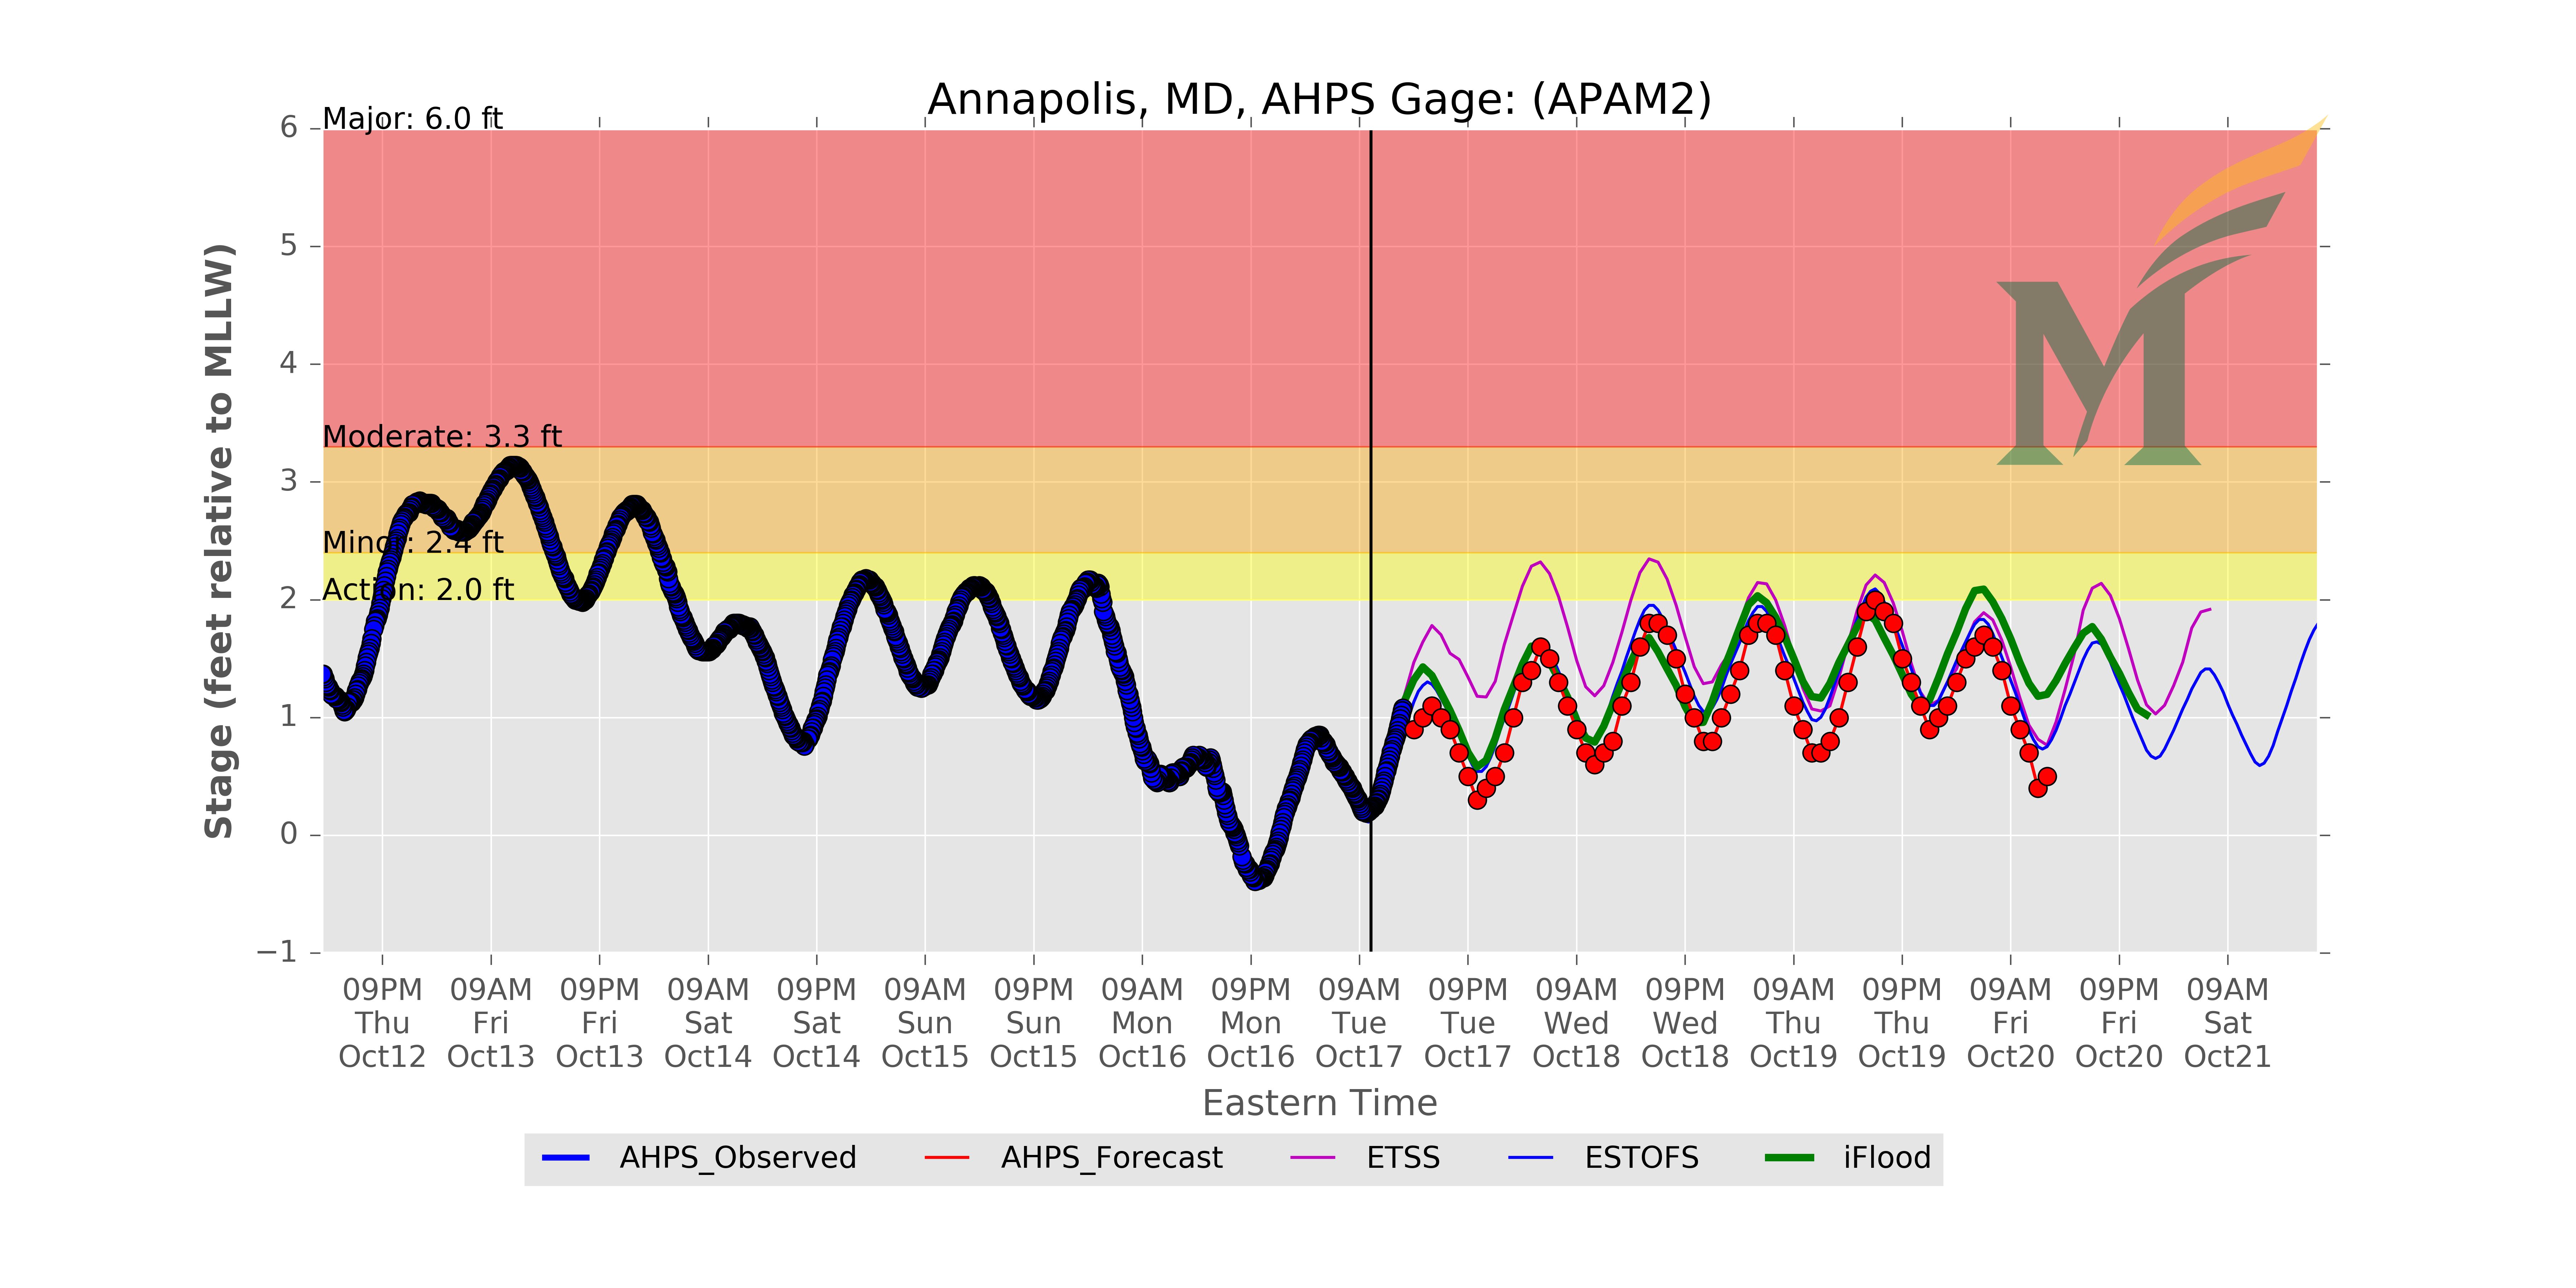 Annapolis, MD, AHPS Gage: (APAM2)
Major: 6.0 ft
Moderate: 3.3 ft
Minor: 2.4 ft
Action: 2.0 ft
6
5
4
3
2
1
0
−1
Stage (feet relative to MLLW)
09PM 09AM 09PM 09AM 09PM 09AM 09PM 09AM 09PM 09AM 09PM 09AM 09PM 09AM 09PM 09AM 09PM 09AM
Thu Fri Fri Sat Sat Sun Sun Mon Mon Tue Tue Wed Wed Thu Thu Fri Fri Sat
Oct12 Oct13 Oct13 Oct14 Oct14 Oct15 Oct15 Oct16 Oct16 Oct17 Oct17 Oct18 Oct18 Oct19 Oct19 Oct20 Oct20 Oct21
Eastern Time
AHPS_Observed AHPS_Forecast ETSS ESTOFS iFlood
M